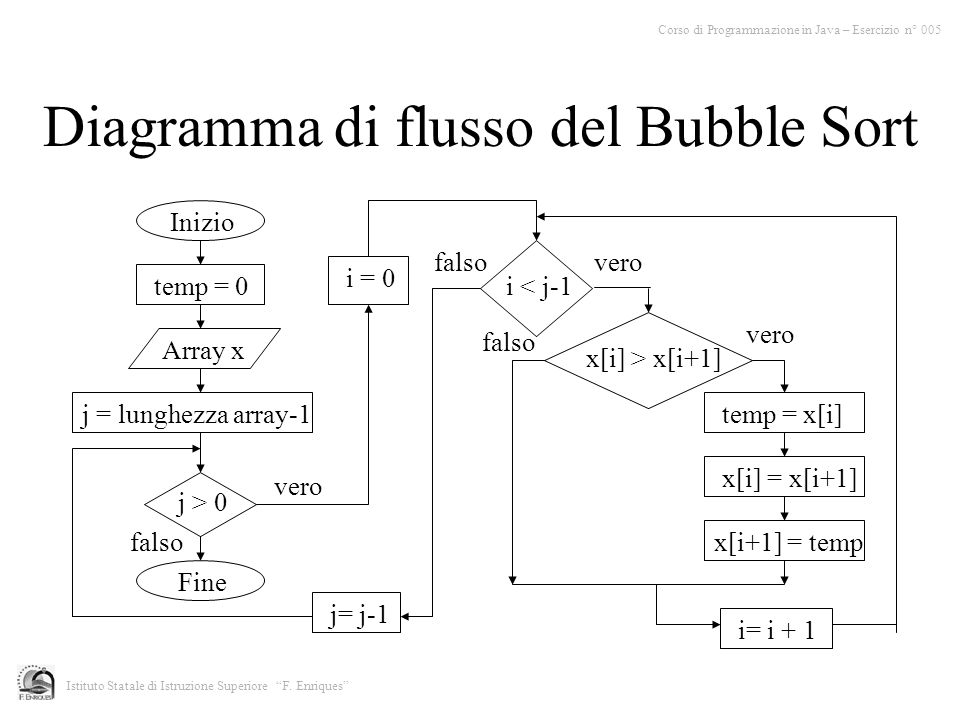 Corso di Programmazione in Java – Esercizio n° 005
Diagramma di flusso del Bubble Sort
Inizio
temp = 0
Array x
j = lunghezza array-1
j > 0
vero
falso
Fine
j= j-1
i = 0
falso
i < j-1
vero
falso
x[i] > x[i+1]
vero
temp = x[i]
x[i] = x[i+1]
x[i+1] = temp
i= i + 1
F. ENRIQUES
Istituto Statale di Istruzione Superiore “F. Enriques”